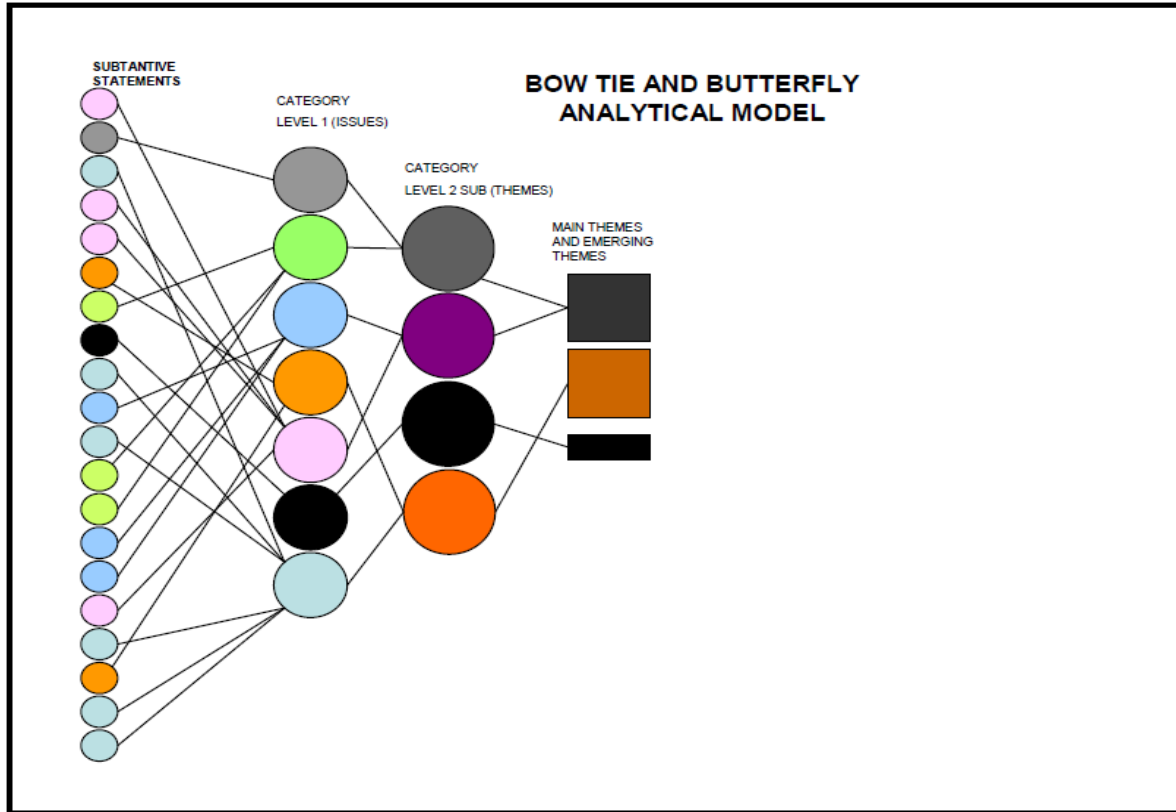 SUBTANTIVE
STATEMENTS
BOW TIE AND BUTTERFLY
ANALYTICAL MODEL
CATEGORY
LEVEL 1 (ISSUES)
CATEGORY
LEVEL 2 SUB (THEMES)
MAIN THEMES
AND EMERGING
THEMES